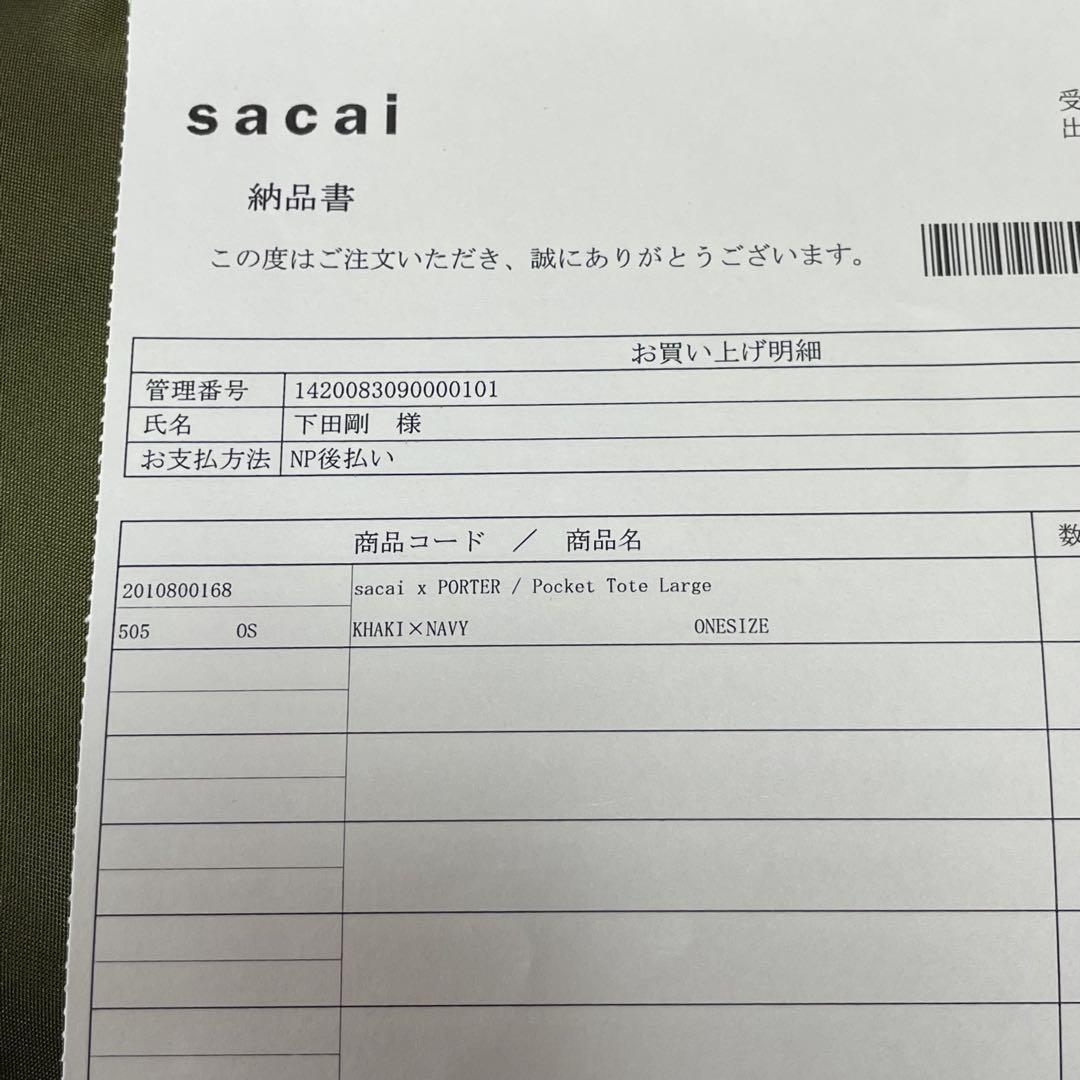 sacai
受
出
納品書
この度はご注文いただき、誠にありがとうございます。
お買い上げ明細
管理番号 1420083090000101
氏名 下田剛 様
お支払方法 NP後払い
商品コード ／ 商品名 数
2010800168 sacai x PORTER / Pocket Tote Large
505 OS KHAKI×NAVY ONESIZE